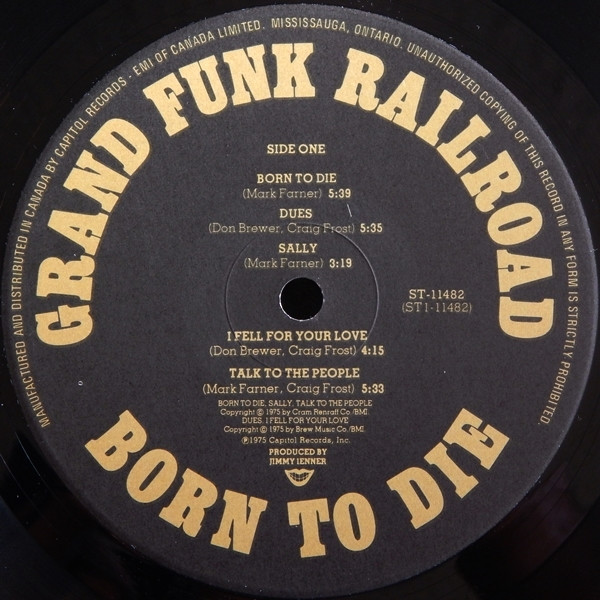 MANUFACTURED AND DISTRIBUTED IN CANADA BY CAPITOL RECORDS - EMI OF CANADA LIMITED. MISSISSAUGA, ONTARIO. UNAUTHORIZED COPYING OF THIS RECORD IN ANY FORM IS STRICTLY PROHIBITED.
GRAND FUNK RAILROAD
SIDE ONE
BORN TO DIE
(Mark Farner) 5:39
DUES
(Don Brewer, Craig Frost) 5:35
SALLY
(Mark Farner) 3:19
ST-11482
(ST1-11482)
I FELL FOR YOUR LOVE
(Don Brewer, Craig Frost) 4:15
TALK TO THE PEOPLE
(Mark Farner, Craig Frost) 5:33
BORN TO DIE, SALLY, TALK TO THE PEOPLE
Copyright © 1975 by Cram Renraff Co./BMI.
DUES, I FELL FOR YOUR LOVE
Copyright © 1975 by Brew Music Co./BMI.
℗1975 Capitol Records, Inc.
PRODUCED BY
JIMMY IENNER
BORN TO DIE